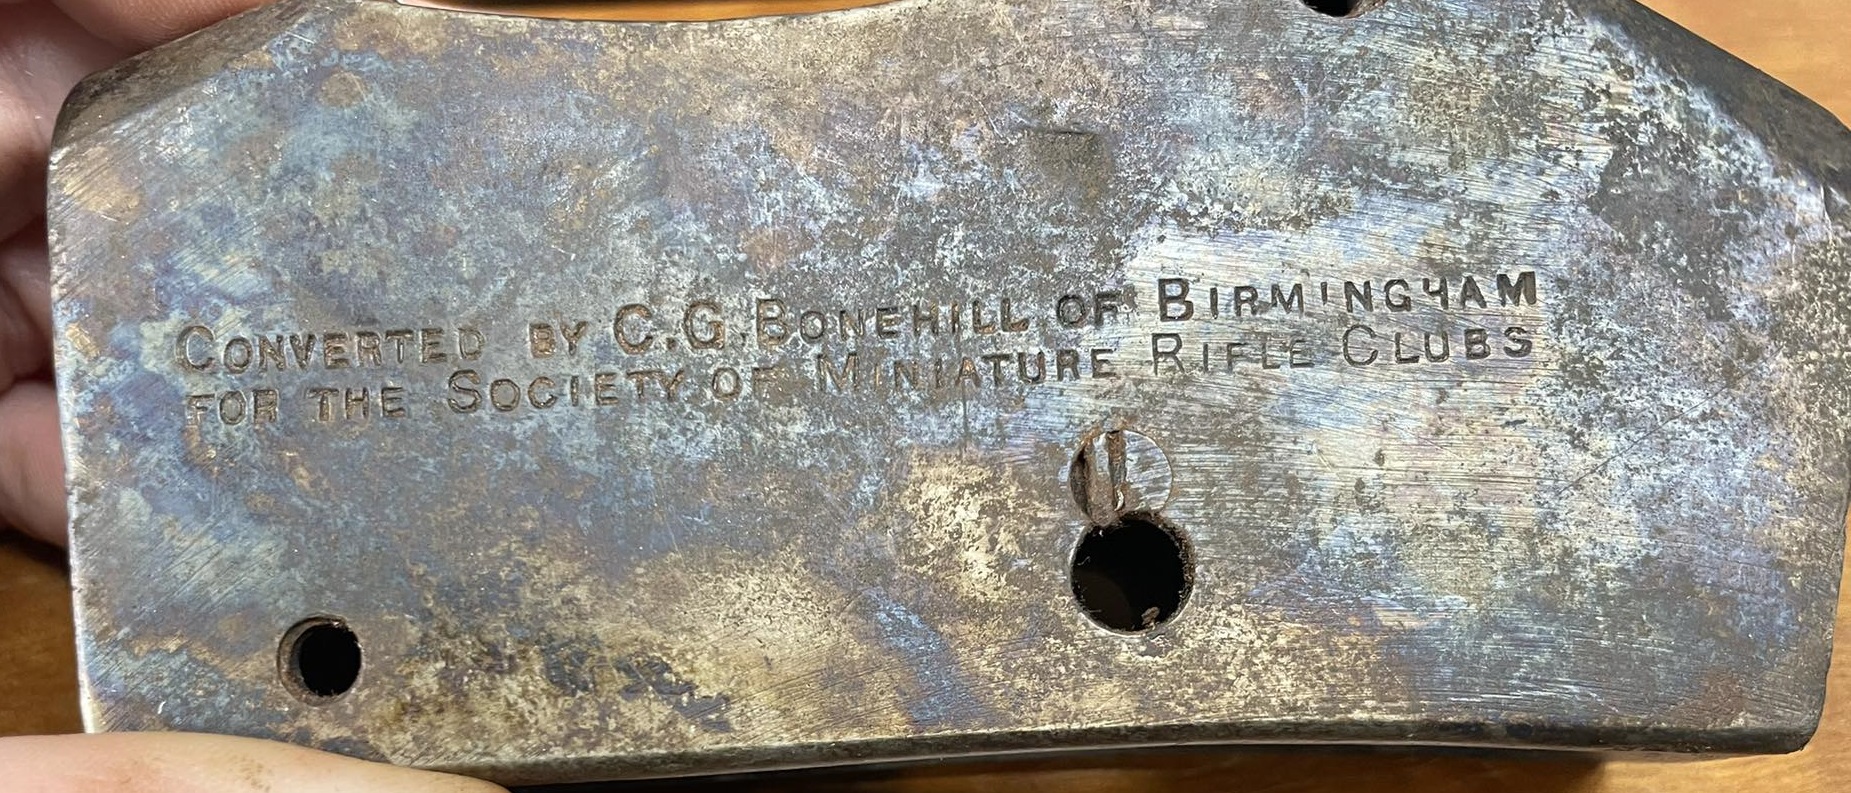 CONVERTED BY C.G. BONEHILL OF BIRMINGHAM
FOR THE SOCIETY OF MINIATURE RIFLE CLUBS